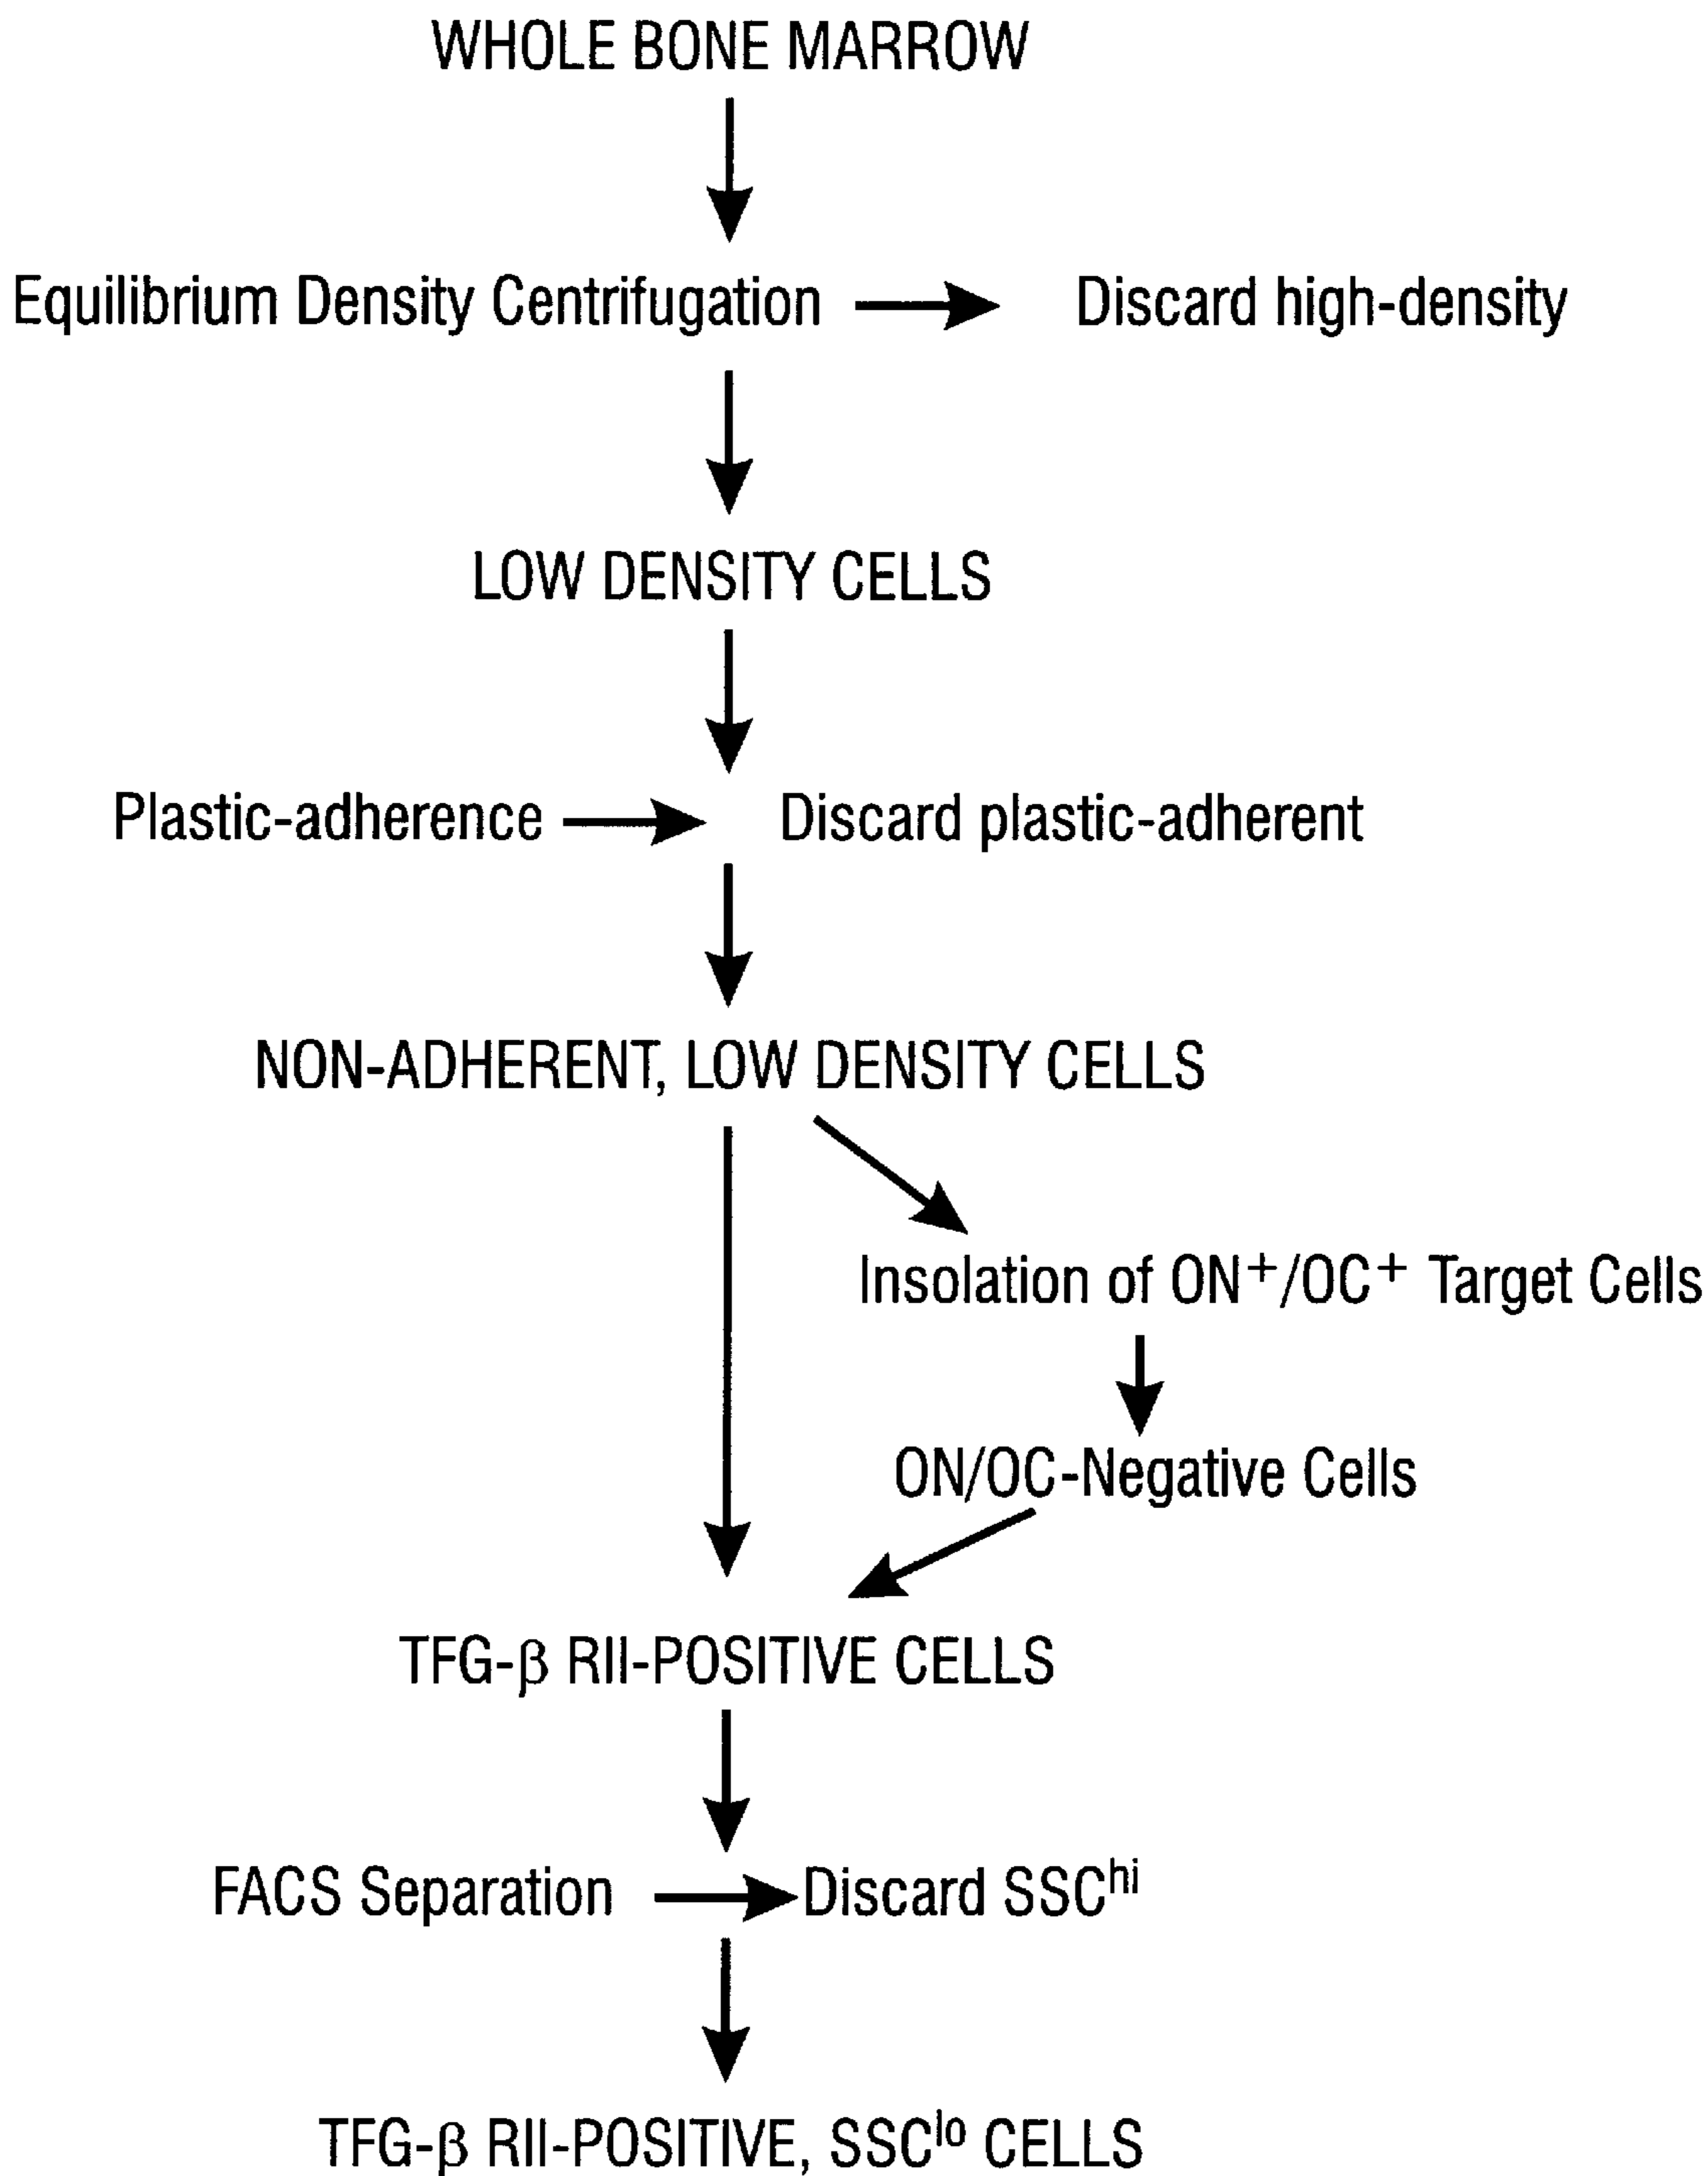 WHOLE BONE MARROW
Equilibrium Density Centrifugation Discard high-density
LOW DENSITY CELLS
Plastic-adherence Discard plastic-adherent
NON-ADHERENT, LOW DENSITY CELLS
Insolation of ON⁺/OC⁺ Target Cells
ON/OC-Negative Cells
TFG-β RII-POSITIVE CELLS
FACS Separation Discard SSCʰⁱ
TFG-β RII-POSITIVE, SSCˡᵒ CELLS